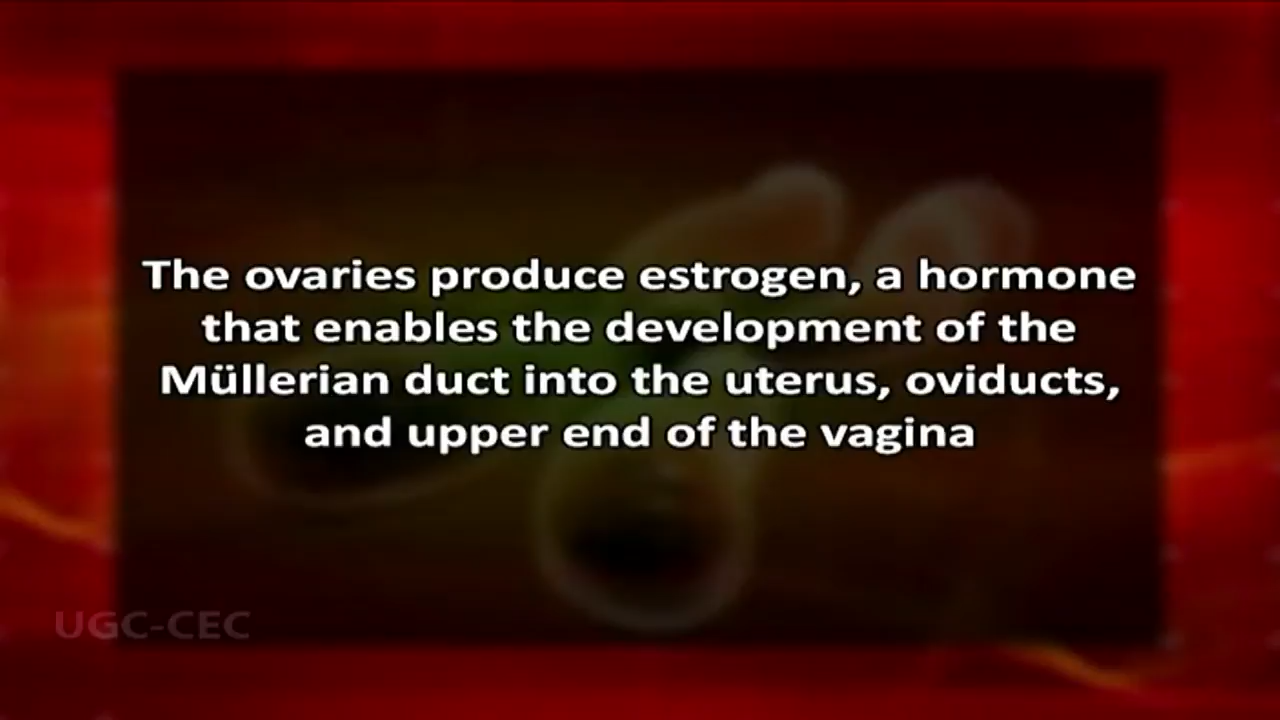 The ovaries produce estrogen, a hormone
that enables the development of the
Müllerian duct into the uterus, oviducts,
and upper end of the vagina
UGC-CEC